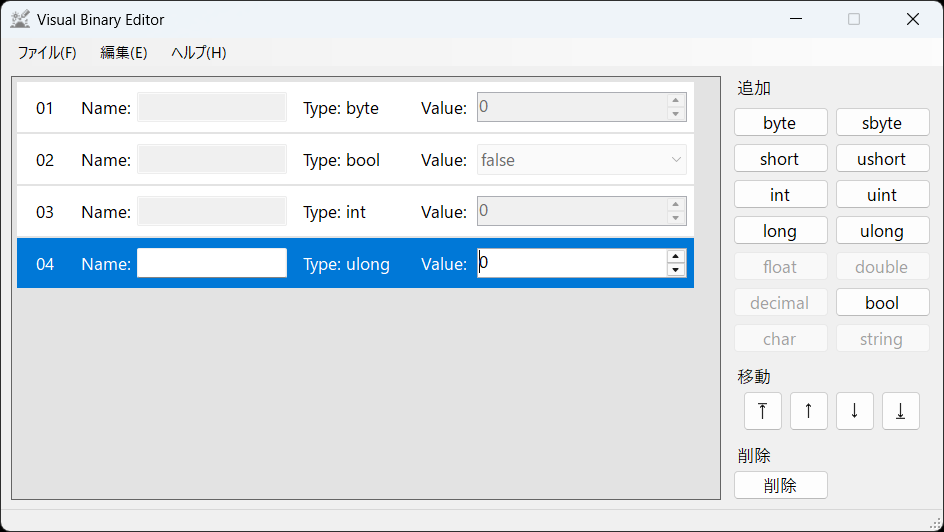 Visual Binary Editor
ファイル(F) 編集(E) ヘルプ(H)
01 Name: Type: byte Value: 0
02 Name: Type: bool Value: false
03 Name: Type: int Value: 0
04 Name: Type: ulong Value: 0
追加
byte sbyte
short ushort
int uint
long ulong
float double
decimal bool
char string
移動
↑ ↓
削除
削除